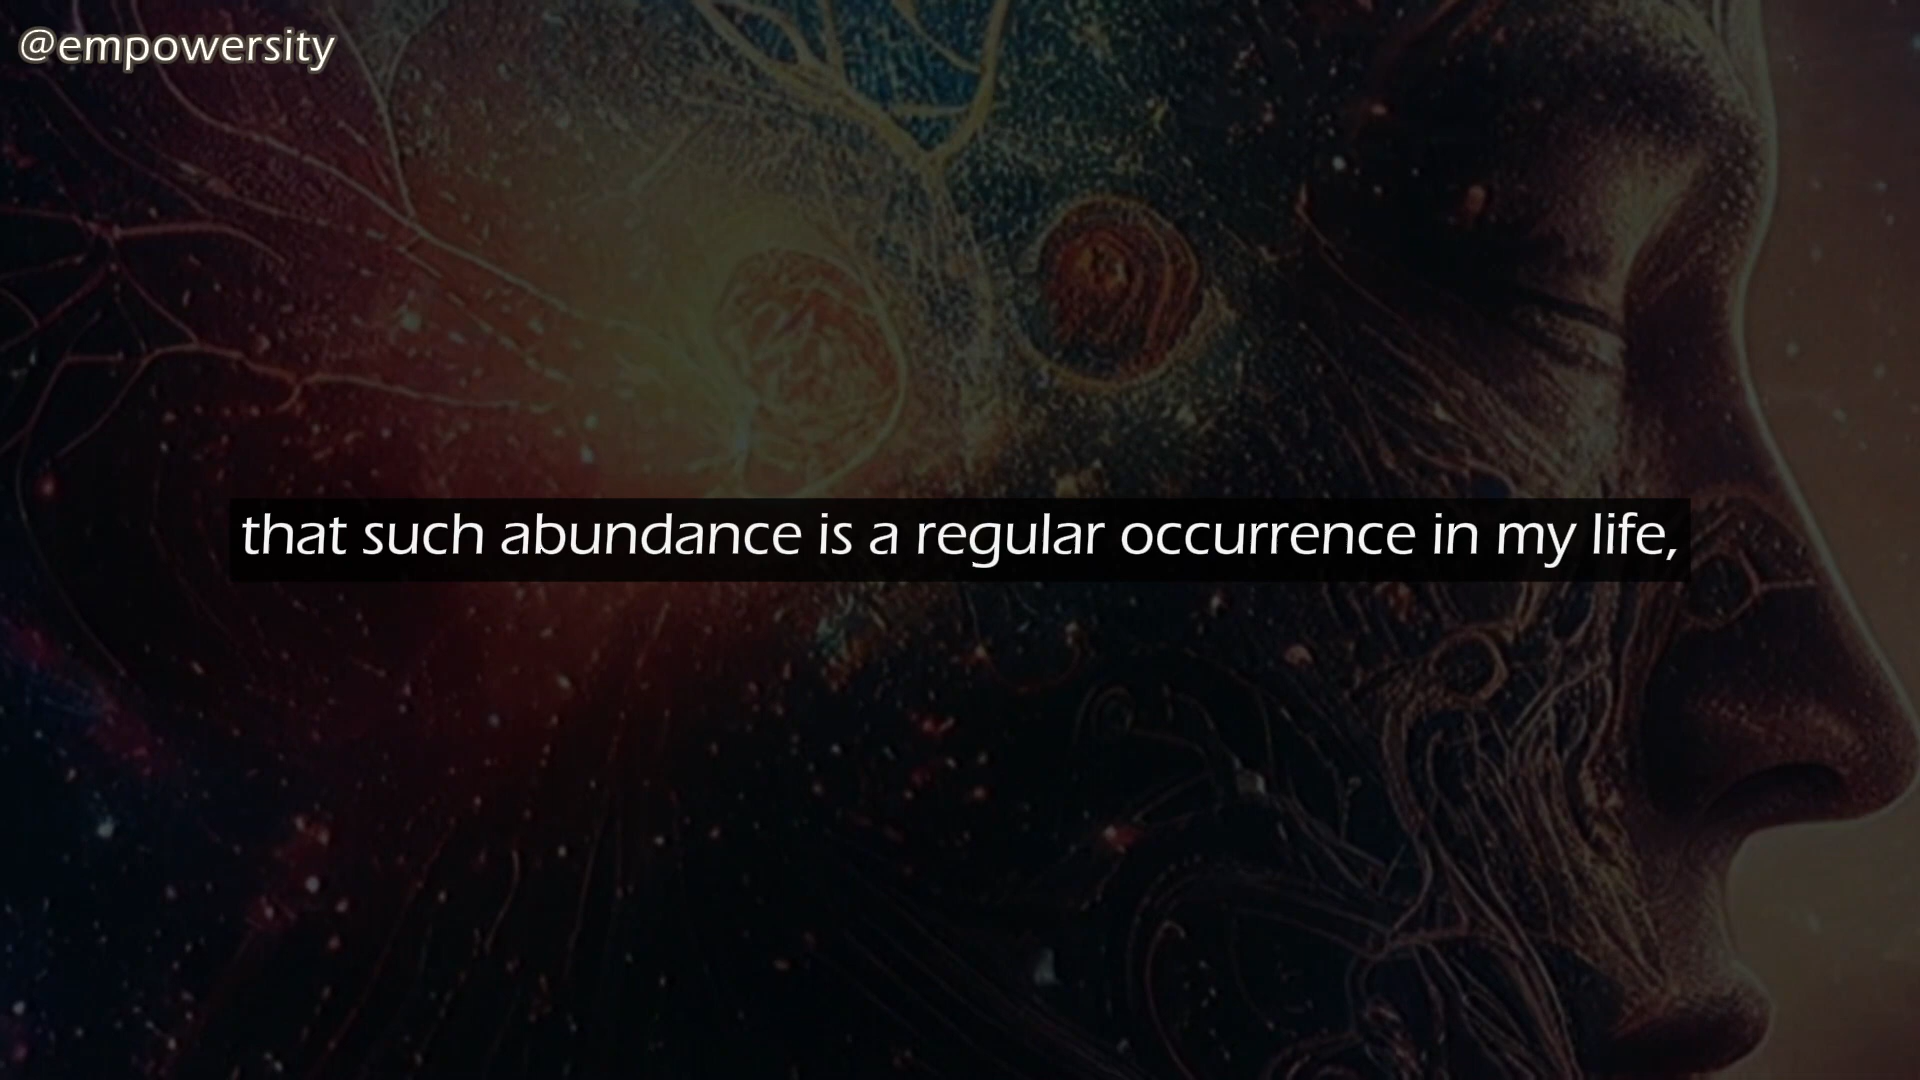 @empowersity
that such abundance is a regular occurrence in my life,